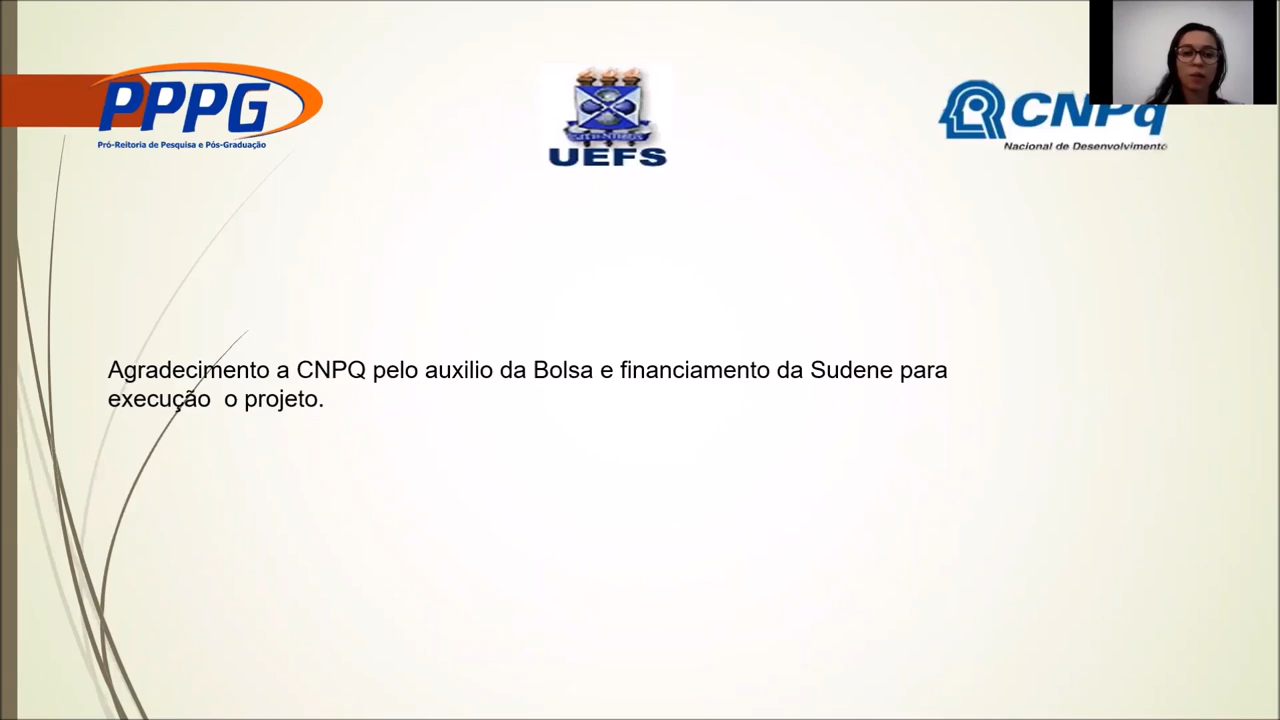 PPPG
Pró-Reitoria de Pesquisa e Pós-Graduação
UEFS
CNPq
Nacional de Desenvolvimento
Agradecimento a CNPQ pelo auxilio da Bolsa e financiamento da Sudene para
execução  o projeto.